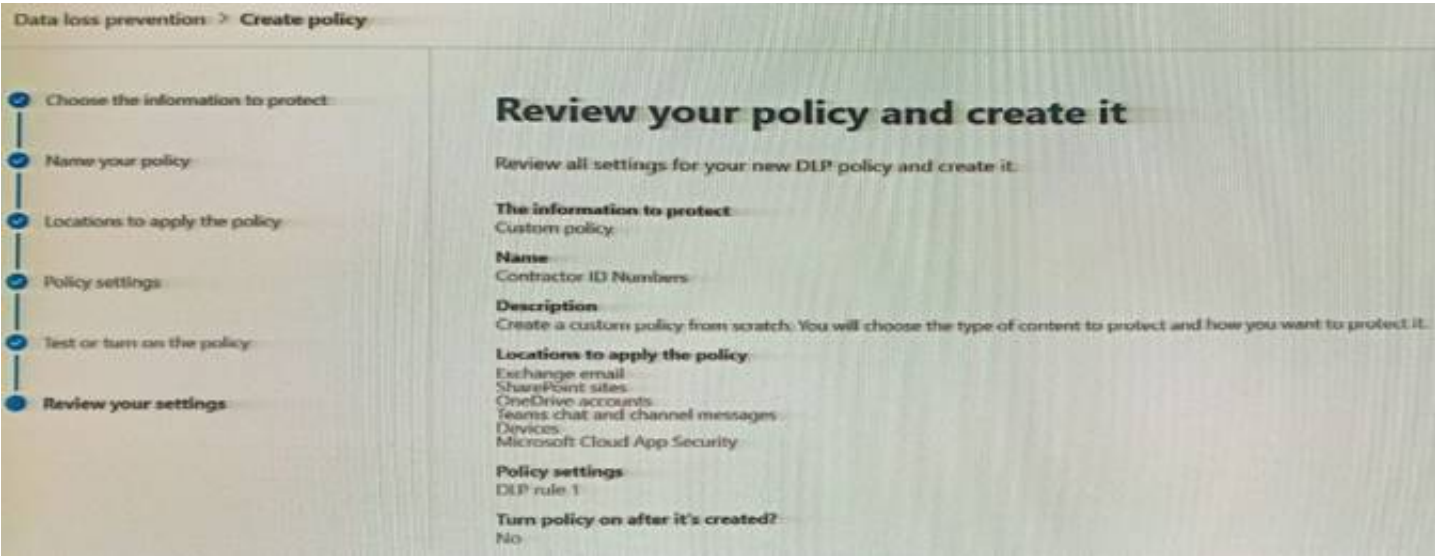 Data loss prevention > Create policy
Choose the information to protect
Name your policy
Locations to apply the policy
Policy settings
Test or turn on the policy
Review your settings
Review your policy and create it
Review all settings for your new DLP policy and create it.
The information to protect
Custom policy
Name
Contractor ID Numbers
Description
Create a custom policy from scratch. You will choose the type of content to protect and how you want to protect it.
Locations to apply the policy
Exchange email
SharePoint sites
OneDrive accounts
Teams chat and channel messages
Devices
Microsoft Cloud App Security
Policy settings
DLP rule 1
Turn policy on after it's created?
No